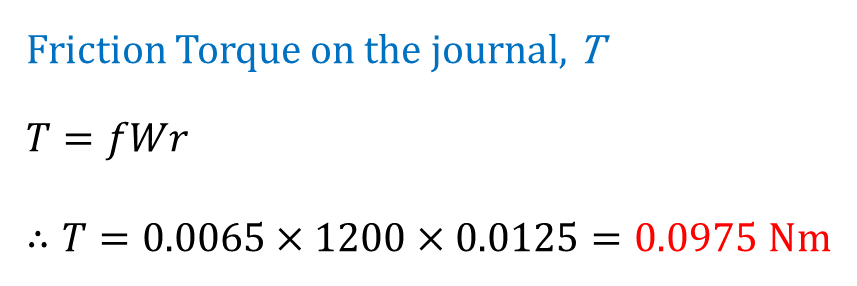 Friction Torque on the journal, T
T = fWr
∴ T = 0.0065 × 1200 × 0.0125 = 0.0975 Nm